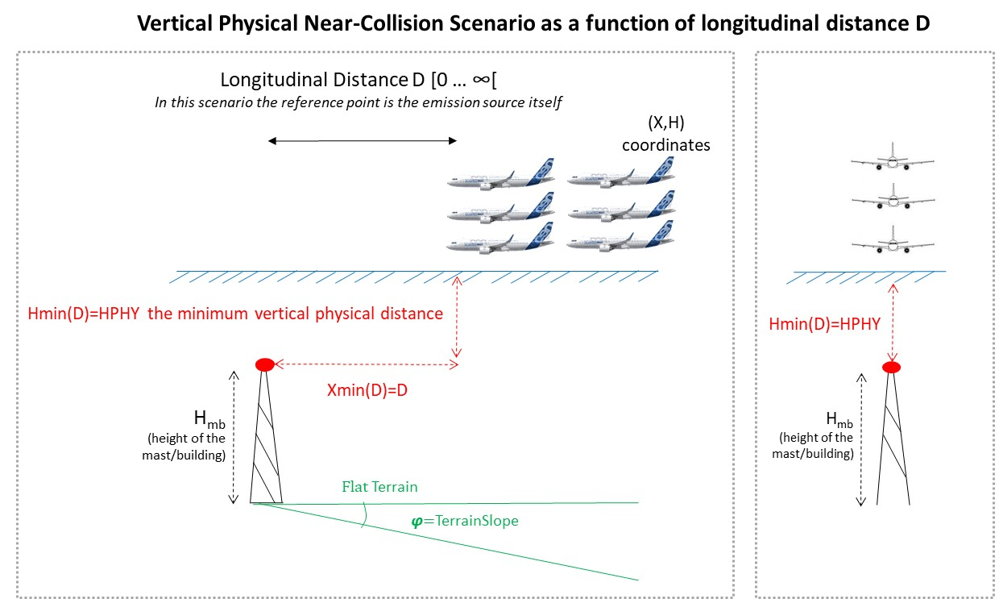 Vertical Physical Near-Collision Scenario as a function of longitudinal distance D
Longitudinal Distance D [0 … ∞[
In this scenario the reference point is the emission source itself
(X,H)
coordinates
Hmin(D)=HPHY the minimum vertical physical distance
Xmin(D)=D
Hmb
(height of the
mast/building)
Flat Terrain
φ=TerrainSlope
Hmin(D)=HPHY
Hmb
(height of the
mast/building)